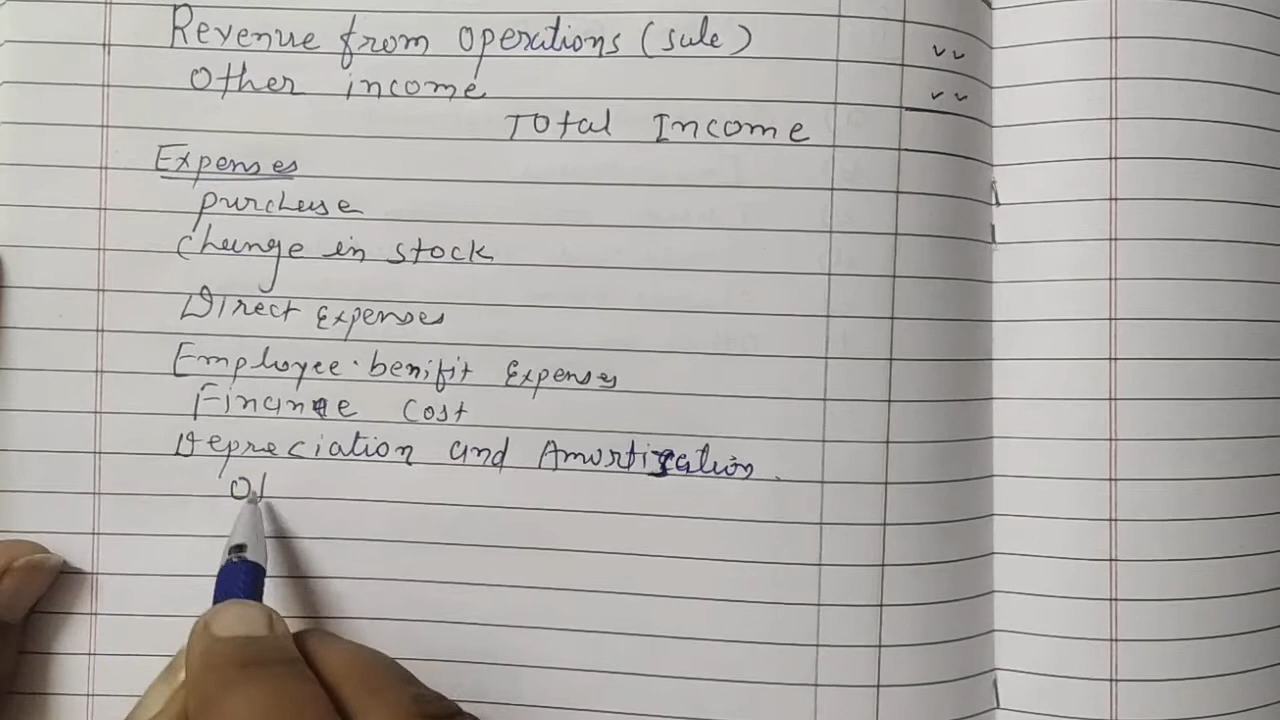 Revenue from operations (sale) ✓✓
Other income ✓✓
Total Income
Expenses
purchase
Change in stock
Direct Expenses
Employee benifit Expenses
Finance Cost
Depreciation and Amortization.
Ot